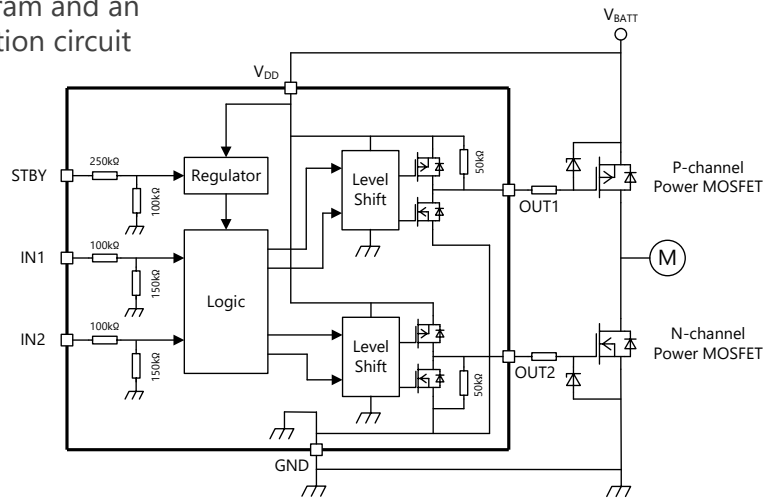 ram and an
tion circuit
VBATT
VDD
STBY
250kΩ
100kΩ
Regulator
Level
Shift
50kΩ
OUT1
P-channel
Power MOSFET
IN1
100kΩ
150kΩ
Logic
M
IN2
100kΩ
150kΩ
Level
Shift
50kΩ
OUT2
N-channel
Power MOSFET
GND